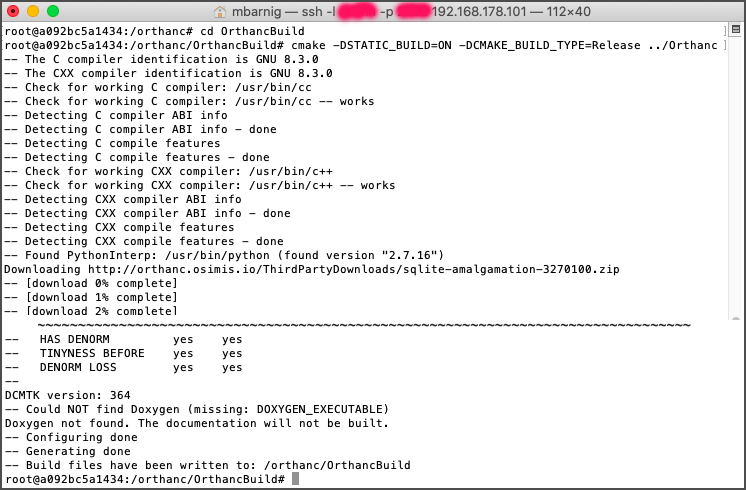 mbarnig — ssh -l -p 192.168.178.101 — 112×40
root@a092bc5a1434:/orthanc# cd OrthancBuild
root@a092bc5a1434:/orthanc/OrthancBuild# cmake -DSTATIC_BUILD=ON -DCMAKE_BUILD_TYPE=Release ../Orthanc
-- The C compiler identification is GNU 8.3.0
-- The CXX compiler identification is GNU 8.3.0
-- Check for working C compiler: /usr/bin/cc
-- Check for working C compiler: /usr/bin/cc -- works
-- Detecting C compiler ABI info
-- Detecting C compiler ABI info - done
-- Detecting C compile features
-- Detecting C compile features - done
-- Check for working CXX compiler: /usr/bin/c++
-- Check for working CXX compiler: /usr/bin/c++ -- works
-- Detecting CXX compiler ABI info
-- Detecting CXX compiler ABI info - done
-- Detecting CXX compile features
-- Detecting CXX compile features - done
-- Found PythonInterp: /usr/bin/python (found version "2.7.16")
Downloading http://orthanc.osimis.io/ThirdPartyDownloads/sqlite-amalgamation-3270100.zip
-- [download 0% complete]
-- [download 1% complete]
-- [download 2% complete]
~~~~~~~~~~~~~~~~~~~~~~~~~~~~~~~~~~~~~~~~~~~~~~~~~~~~~~~~~~~~~~~~~~~~~~~~~~~~~~~~~
-- HAS DENORM yes yes
-- TINYNESS BEFORE yes yes
-- DENORM LOSS yes yes
--
DCMTK version: 364
-- Could NOT find Doxygen (missing: DOXYGEN_EXECUTABLE)
Doxygen not found. The documentation will not be built.
-- Configuring done
-- Generating done
-- Build files have been written to: /orthanc/OrthancBuild
root@a092bc5a1434:/orthanc/OrthancBuild#